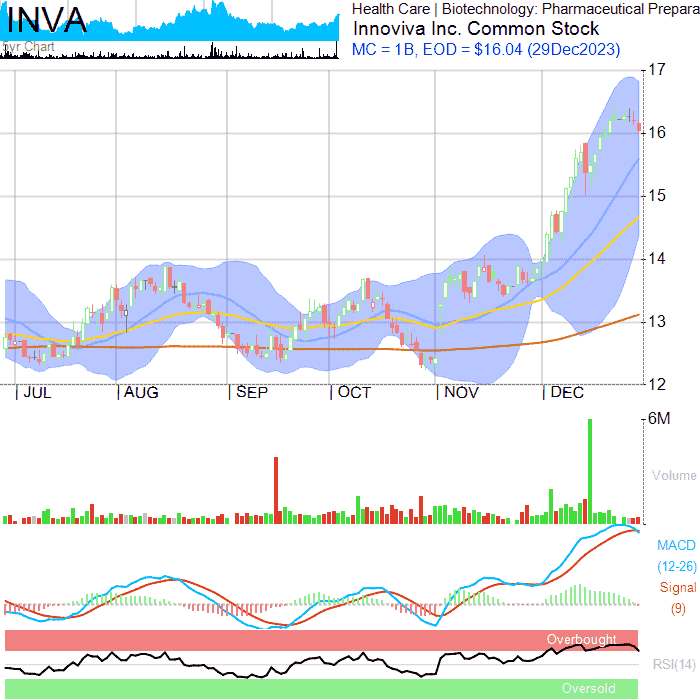 INVA
5yr Chart
Health Care | Biotechnology: Pharmaceutical Prepara
Innoviva Inc. Common Stock
MC = 1B, EOD = $16.04 (29Dec2023)
17
16
15
14
13
12
| JUL | AUG | SEP | OCT | NOV | DEC
6M
Volume
MACD
(12-26)
Signal
(9)
Overbought
RSI(14)
Oversold